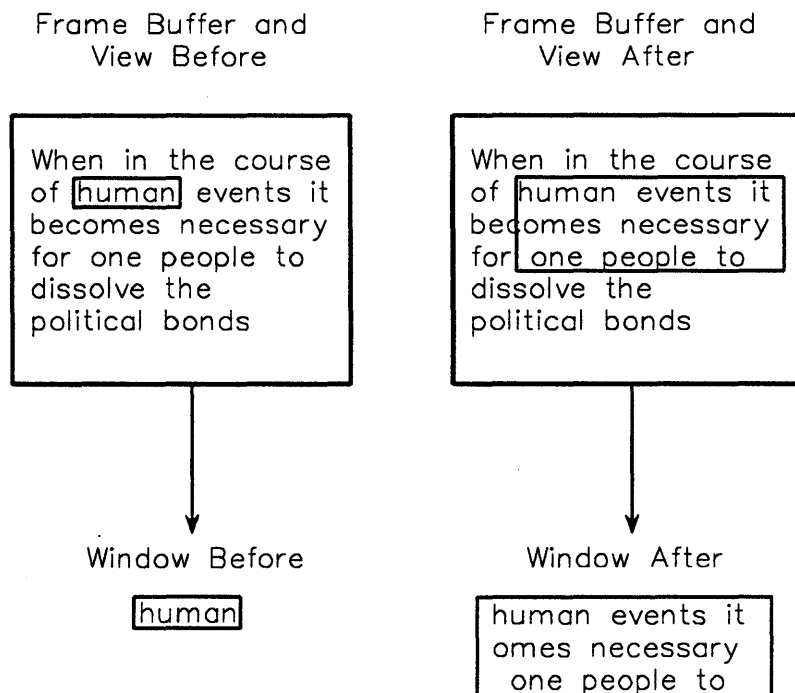 Frame Buffer and
View Before
When in the course
of human events it
becomes necessary
for one people to
dissolve the
political bonds
Window Before
human
Frame Buffer and
View After
When in the course
of human events it
becomes necessary
for one people to
dissolve the
political bonds
Window After
human events it
omes necessary
one people to